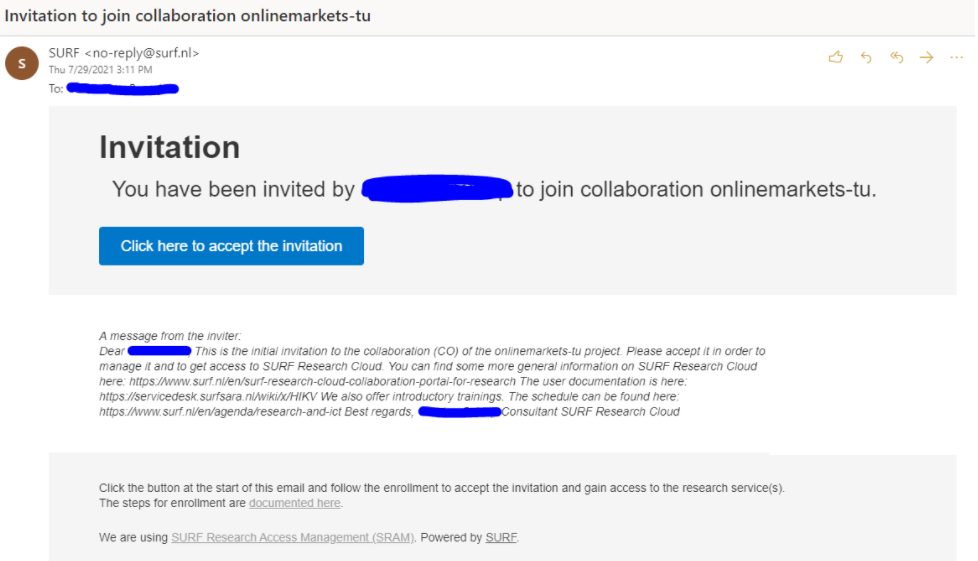 Invitation to join collaboration onlinemarkets-tu
S
SURF <no-reply@surf.nl>
Thu 7/29/2021 3:11 PM
To:
Invitation
You have been invited by to join collaboration onlinemarkets-tu.
Click here to accept the invitation
A message from the inviter:
Dear This is the initial invitation to the collaboration (CO) of the onlinemarkets-tu project. Please accept it in order to
manage it and to get access to SURF Research Cloud. You can find some more general information on SURF Research Cloud
here: https://www.surf.nl/en/surf-research-cloud-collaboration-portal-for-research The user documentation is here:
https://servicedesk.surfsara.nl/wiki/x/HIKV We also offer introductory trainings. The schedule can be found here:
https://www.surf.nl/en/agenda/research-and-ict Best regards, Consultant SURF Research Cloud
Click the button at the start of this email and follow the enrollment to accept the invitation and gain access to the research service(s).
The steps for enrollment are documented here.
We are using SURF Research Access Management (SRAM). Powered by SURF.